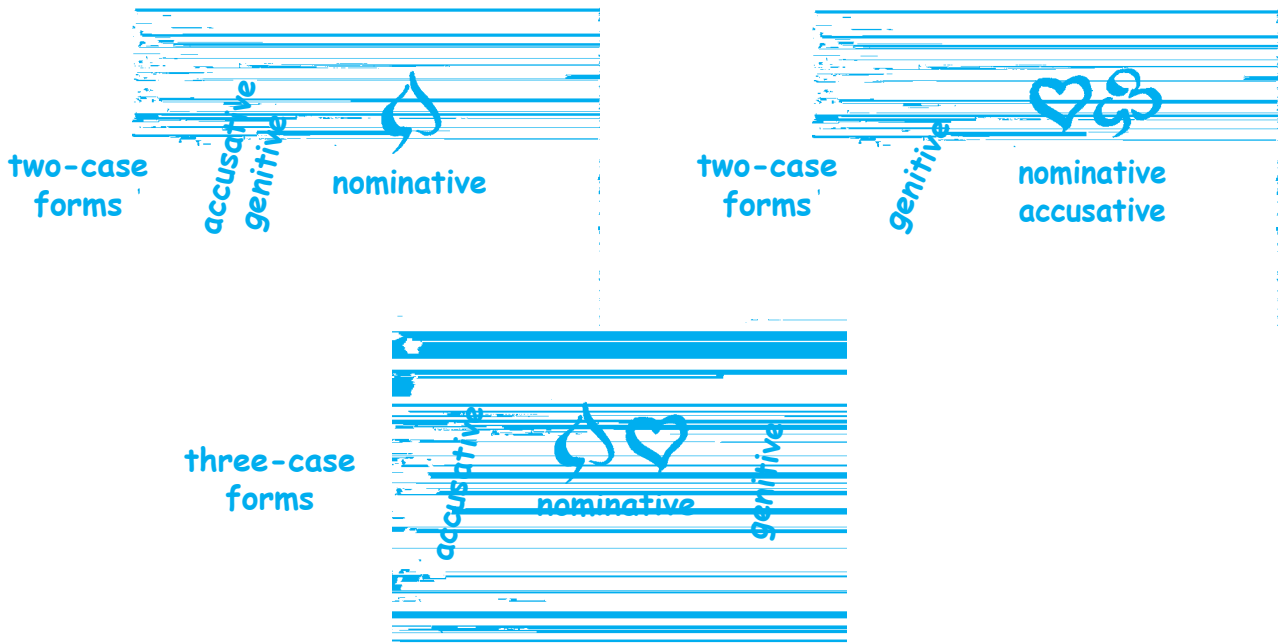 two-case
forms
accusative
genitive
nominative
two-case
forms
genitive
nominative
accusative
three-case
forms
accusative
nominative
genitive